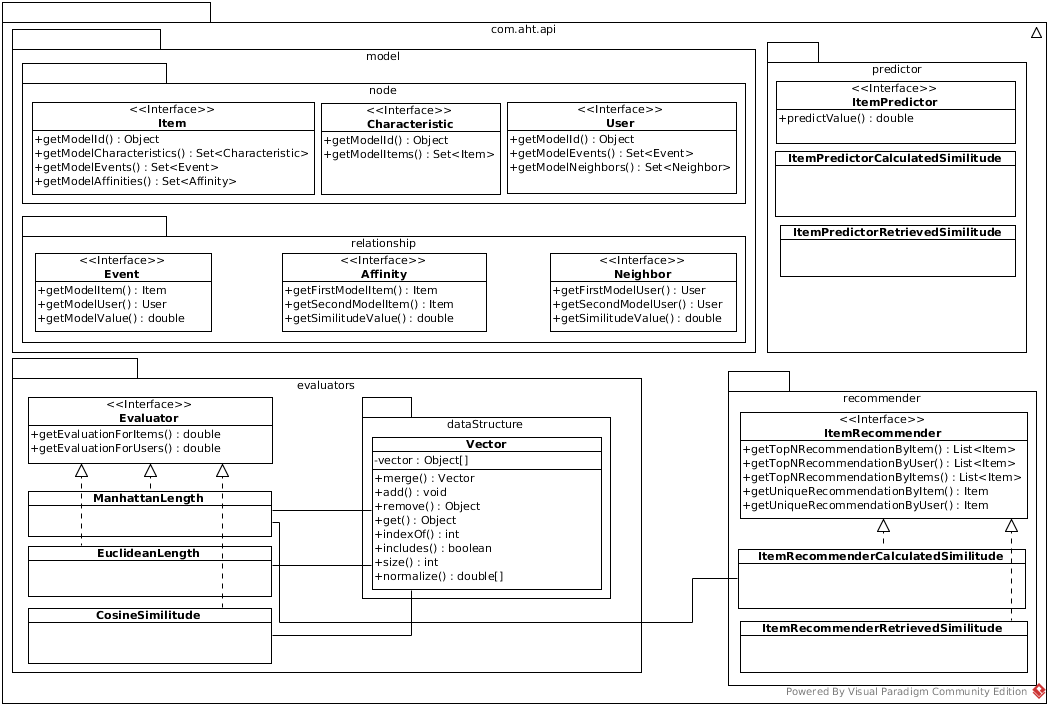 com.aht.api
model
node
<<Interface>>
Item
+getModelId() : Object
+getModelCharacteristics() : Set<Characteristic>
+getModelEvents() : Set<Event>
+getModelAffinities() : Set<Affinity>
<<Interface>>
Characteristic
+getModelId() : Object
+getModelItems() : Set<Item>
<<Interface>>
User
+getModelId() : Object
+getModelEvents() : Set<Event>
+getModelNeighbors() : Set<Neighbor>
relationship
<<Interface>>
Event
+getModelItem() : Item
+getModelUser() : User
+getModelValue() : double
<<Interface>>
Affinity
+getFirstModelItem() : Item
+getSecondModelItem() : Item
+getSimilitudeValue() : double
<<Interface>>
Neighbor
+getFirstModelUser() : User
+getSecondModelUser() : User
+getSimilitudeValue() : double
predictor
<<Interface>>
ItemPredictor
+predictValue() : double
ItemPredictorCalculatedSimilitude
ItemPredictorRetrievedSimilitude
evaluators
<<Interface>>
Evaluator
+getEvaluationForItems() : double
+getEvaluationForUsers() : double
ManhattanLength
EuclideanLength
CosineSimilitude
dataStructure
Vector
-vector : Object[]
+merge() : Vector
+add() : void
+remove() : Object
+get() : Object
+indexOf() : int
+includes() : boolean
+size() : int
+normalize() : double[]
recommender
<<Interface>>
ItemRecommender
+getTopNRecommendationByItem() : List<Item>
+getTopNRecommendationByUser() : List<Item>
+getTopNRecommendationByItems() : List<Item>
+getUniqueRecommendationByItem() : Item
+getUniqueRecommendationByUser() : Item
ItemRecommenderCalculatedSimilitude
ItemRecommenderRetrievedSimilitude
Powered By Visual Paradigm Community Edition